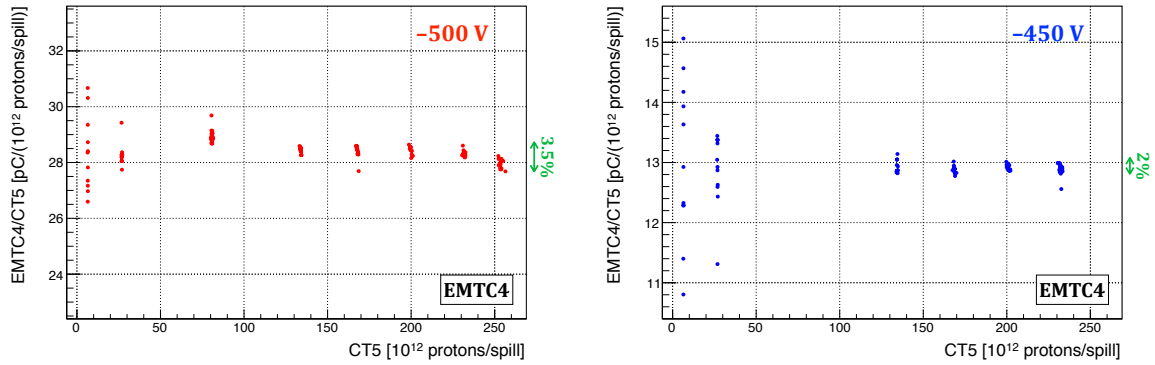 –500 V
EMTC4/CT5 [pC/(10¹² protons/spill)]
32
30
28
26
24
22
3.5%
EMTC4
0 50 100 150 200 250
CT5 [10¹² protons/spill]
–450 V
EMTC4/CT5 [pC/(10¹² protons/spill)]
15
14
13
12
11
2%
EMTC4
0 50 100 150 200 250
CT5 [10¹² protons/spill]